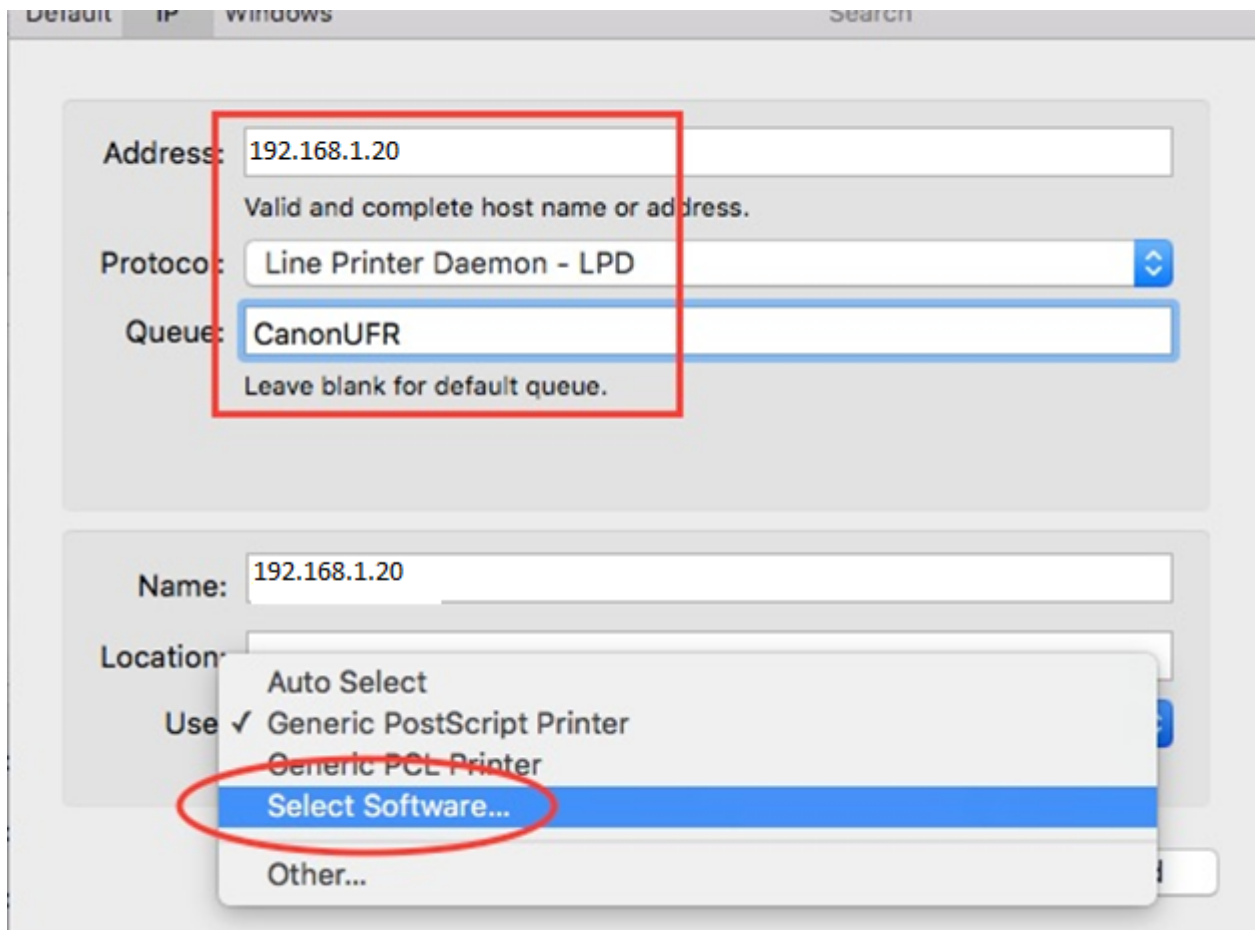 Default IP Windows Search
Address: 192.168.1.20
Valid and complete host name or address.
Protocol: Line Printer Daemon - LPD
Queue: CanonUFR
Leave blank for default queue.
Name: 192.168.1.20
Location:
Auto Select
Use ✓ Generic PostScript Printer
Generic PCL Printer
Select Software...
Other...